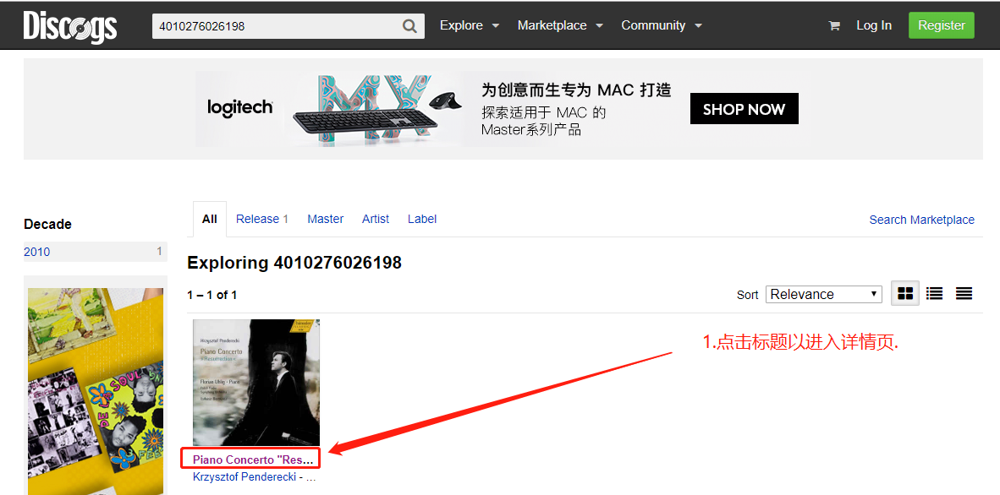 Discogs
4010276026198
Explore
Marketplace
Community
Log In
Register
logitech
MX
为创意而生专为 MAC 打造
探索适用于 MAC 的
Master系列产品
SHOP NOW
Decade
2010 1
All
Release 1
Master
Artist
Label
Search Marketplace
Exploring 4010276026198
1 – 1 of 1
Sort
Relevance
Krzysztof Penderecki
Piano Concerto
»Resurrection«
Florian Uhlig - Piano
1.点击标题以进入详情页.
Piano Concerto "Res...
Krzysztof Penderecki - ...